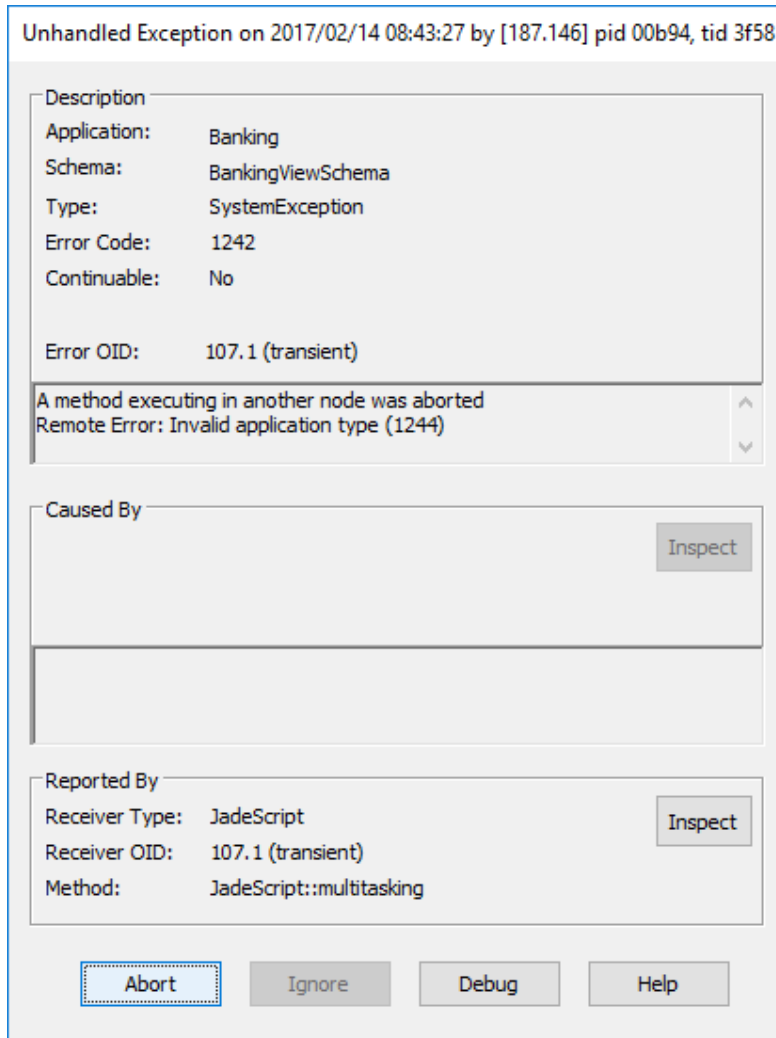 Unhandled Exception on 2017/02/14 08:43:27 by [187.146] pid 00b94, tid 3f58
Description
Application: Banking
Schema: BankingViewSchema
Type: SystemException
Error Code: 1242
Continuable: No
Error OID: 107.1 (transient)
A method executing in another node was aborted
Remote Error: Invalid application type (1244)
Caused By
Inspect
Reported By
Receiver Type: JadeScript
Inspect
Receiver OID: 107.1 (transient)
Method: JadeScript::multitasking
Abort Ignore Debug Help